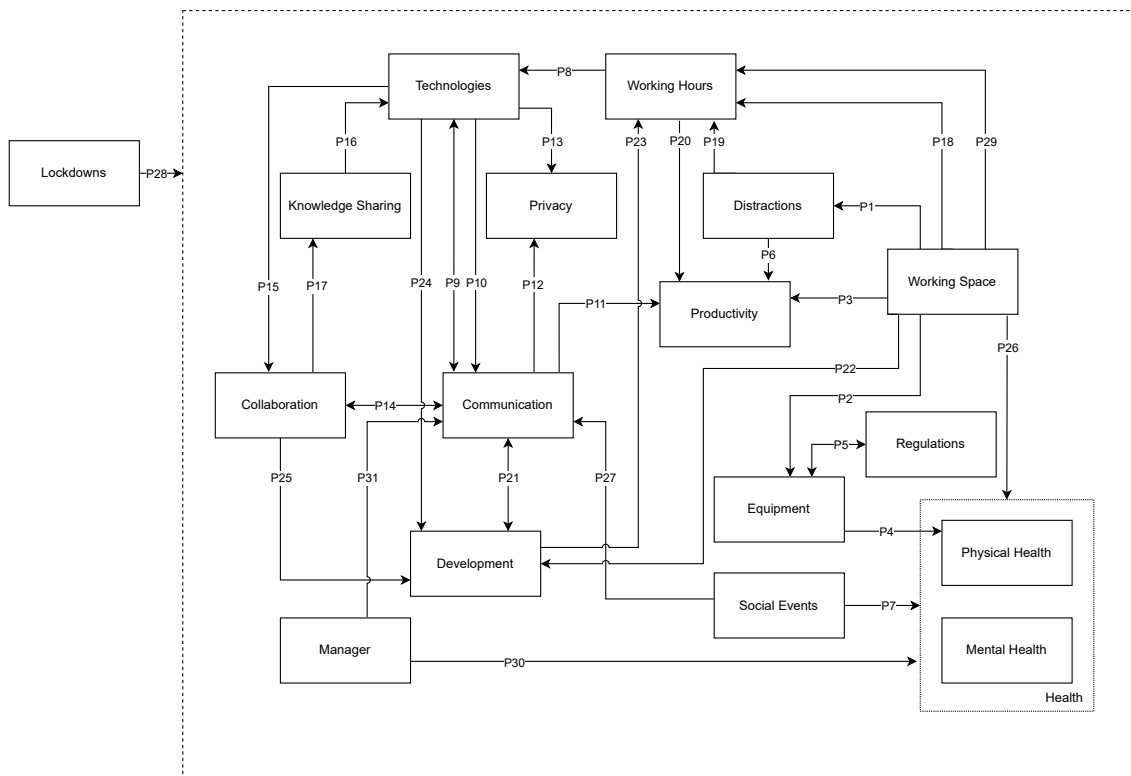 Technologies
P8
Working Hours
P16
P13
P23
P20
P19
P18
P29
Lockdowns
P28
Knowledge Sharing
Privacy
Distractions
P1
P6
Working Space
P15
P17
P24
P9
P10
P12
P11
Productivity
P3
P26
P22
Collaboration
P14
Communication
P2
Regulations
P5
P25
P31
P21
P27
Equipment
P4
Physical Health
Development
Social Events
P7
Manager
P30
Mental Health
Health